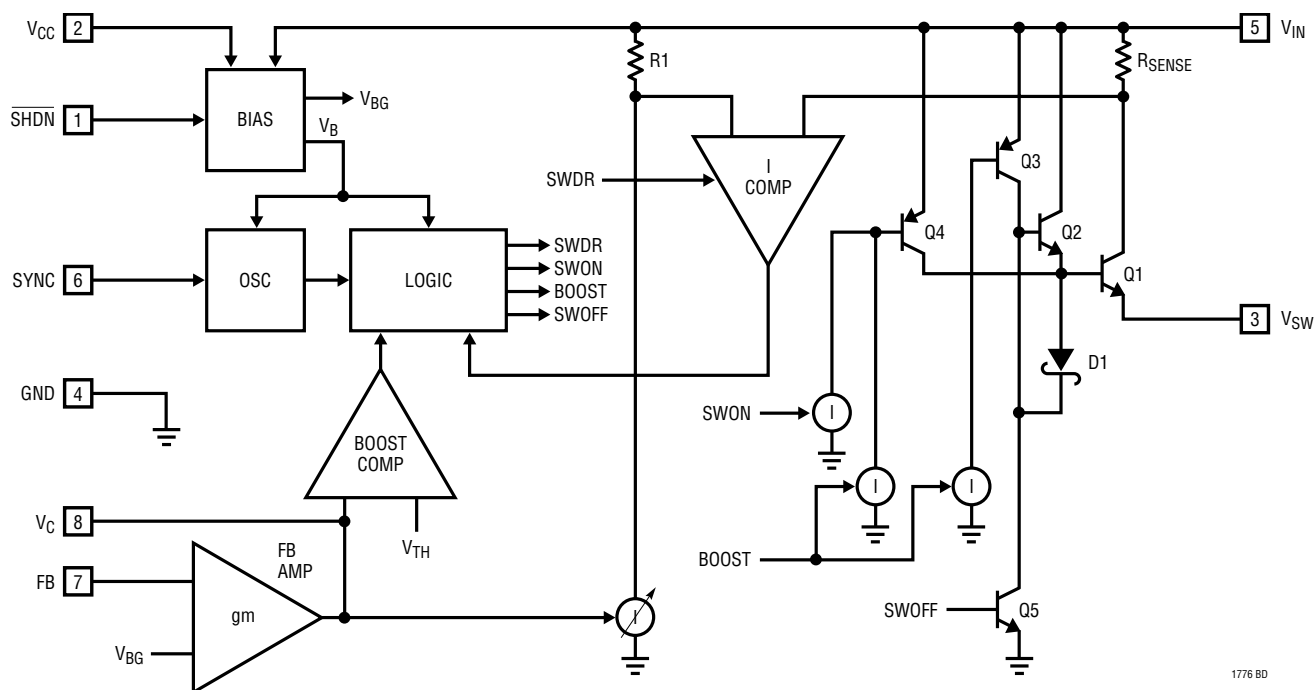 VCC 2
5 VIN
R1
RSENSE
SHDN 1
BIAS
VBG
VB
I
COMP
SWDR
Q3
Q4
Q2
Q1
SYNC 6
OSC
LOGIC
SWDR
SWON
BOOST
SWOFF
3 VSW
D1
GND 4
SWON
I
BOOST
COMP
I
I
VC 8
VTH
FB
AMP
BOOST
FB 7
gm
I
SWOFF
Q5
VBG
1776 BD